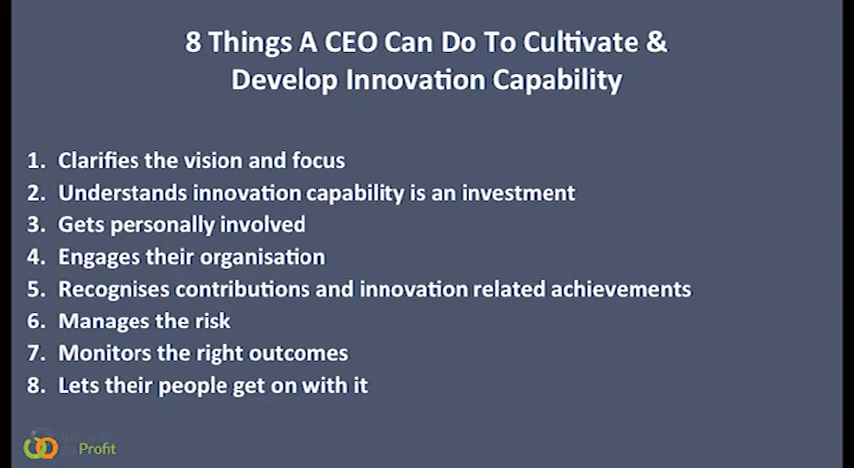 8 Things A CEO Can Do To Cultivate &
Develop Innovation Capability
1. Clarifies the vision and focus
2. Understands innovation capability is an investment
3. Gets personally involved
4. Engages their organisation
5. Recognises contributions and innovation related achievements
6. Manages the risk
7. Monitors the right outcomes
8. Lets their people get on with it
Profit